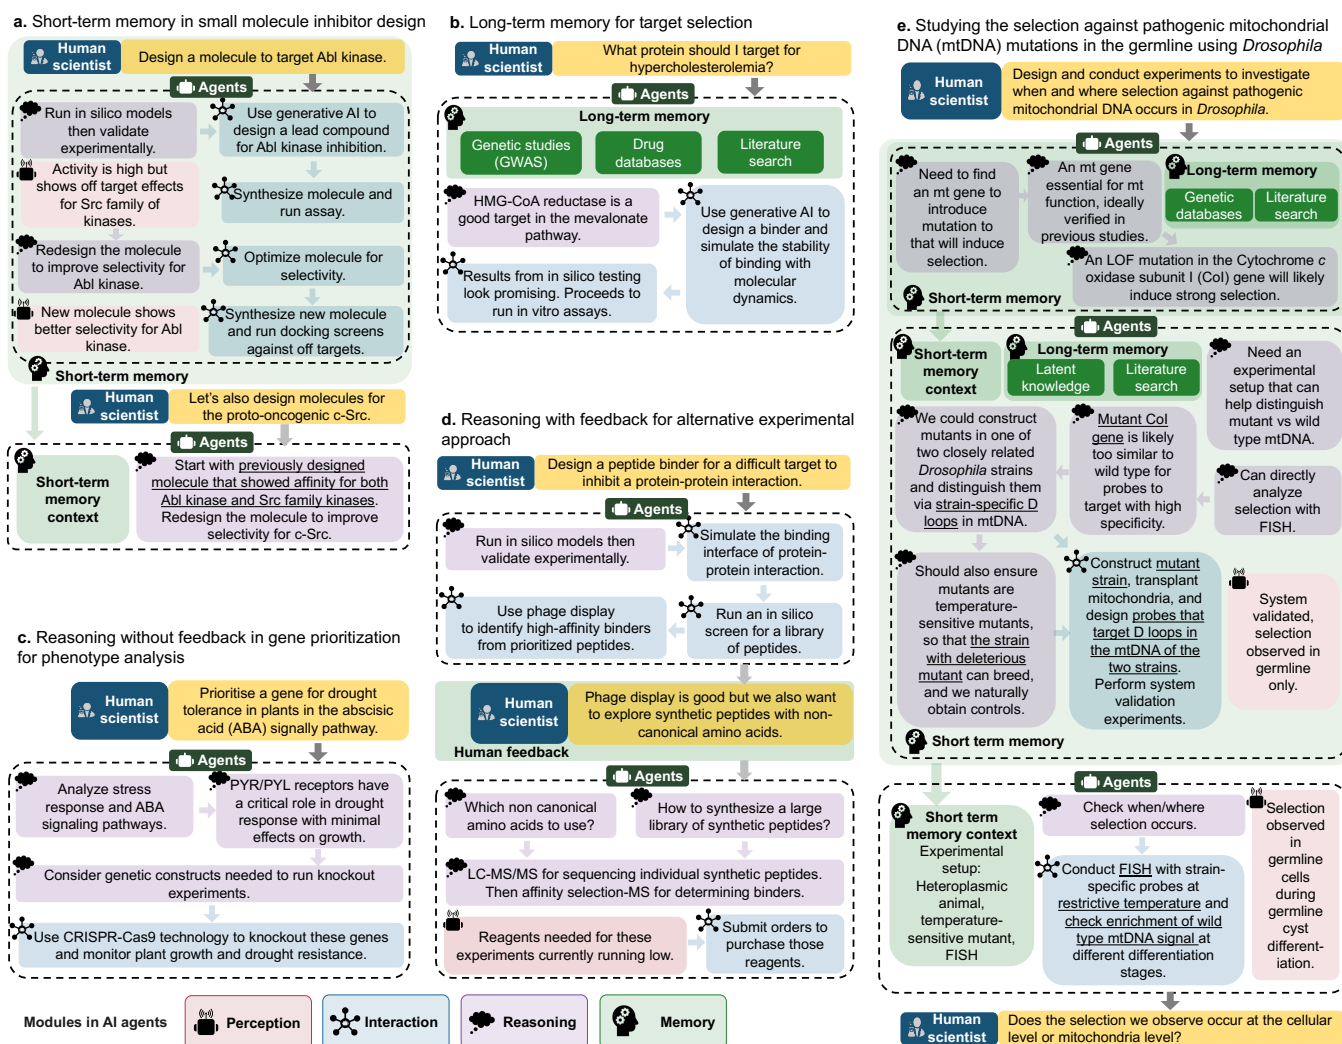 a. Short-term memory in small molecule inhibitor design
Human
scientist
Design a molecule to target Abl kinase.
Agents
Run in silico models
then validate
experimentally.
Use generative AI to
design a lead compound
for Abl kinase inhibition.
Activity is high but
shows off target effects
for Src family of
kinases.
Synthesize molecule and
run assay.
Redesign the molecule
to improve selectivity for
Abl kinase.
Optimize molecule for
selectivity.
New molecule shows
better selectivity for Abl
kinase.
Synthesize new molecule
and run docking screens
against off targets.
Short-term memory
Human
scientist
Let's also design molecules for
the proto-oncogenic c-Src.
Agents
Short-term
memory
context
Start with previously designed
molecule that showed affinity for both
Abl kinase and Src family kinases.
Redesign the molecule to improve
selectivity for c-Src.
b. Long-term memory for target selection
Human
scientist
What protein should I target for
hypercholesterolemia?
Agents
Long-term memory
Genetic studies
(GWAS)
Drug
databases
Literature
search
HMG-CoA reductase is a
good target in the mevalonate
pathway.
Use generative AI to
design a binder and
simulate the stability
of binding with
molecular
dynamics.
Results from in silico testing
look promising. Proceeds to
run in vitro assays.
c. Reasoning without feedback in gene prioritization
for phenotype analysis
Human
scientist
Prioritise a gene for drought
tolerance in plants in the abscisic
acid (ABA) signally pathway.
Agents
Analyze stress
response and ABA
signaling pathways.
PYR/PYL receptors have
a critical role in drought
response with minimal
effects on growth.
Consider genetic constructs needed to run knockout
experiments.
Use CRISPR-Cas9 technology to knockout these genes
and monitor plant growth and drought resistance.
d. Reasoning with feedback for alternative experimental
approach
Human
scientist
Design a peptide binder for a difficult target to
inhibit a protein-protein interaction.
Agents
Run in silico models then
validate experimentally.
Simulate the binding
interface of protein-
protein interaction.
Use phage display
to identify high-affinity binders
from prioritized peptides.
Run an in silico
screen for a library
of peptides.
Human
scientist
Phage display is good but we also want
to explore synthetic peptides with non-
canonical amino acids.
Human feedback
Agents
Which non canonical
amino acids to use?
How to synthesize a large
library of synthetic peptides?
LC-MS/MS for sequencing individual synthetic peptides.
Then affinity selection-MS for determining binders.
Reagents needed for these
experiments currently running low.
Submit orders to
purchase those
reagents.
e. Studying the selection against pathogenic mitochondrial
DNA (mtDNA) mutations in the germline using Drosophila
Human
scientist
Design and conduct experiments to investigate
when and where selection against pathogenic
mitochondrial DNA occurs in Drosophila.
Agents
Need to find
an mt gene to
introduce
mutation to
that will induce
selection.
An mt gene
essential for mt
function, ideally
verified in
previous studies.
Long-term memory
Genetic
databases
Literature
search
An LOF mutation in the Cytochrome c
oxidase subunit I (CoI) gene will likely
induce strong selection.
Short-term memory
Agents
Short-term
memory
context
Long-term memory
Latent
knowledge
Literature
search
Need an
experimental
setup that can
help distinguish
mutant vs wild
type mtDNA.
We could construct
mutants in one of
two closely related
Drosophila strains
and distinguish them
via strain-specific D
loops in mtDNA.
Mutant CoI
gene is likely
too similar to
wild type for
probes to
target with high
specificity.
Can directly
analyze
selection with
FISH.
Should also ensure
mutants are
temperature-
sensitive mutants,
so that the strain
with deleterious
mutant can breed,
and we naturally
obtain controls.
Construct mutant
strain, transplant
mitochondria, and
design probes that
target D loops in
the mtDNA of the
two strains.
Perform system
validation
experiments.
System
validated,
selection
observed in
germline
only.
Short term memory
Agents
Short term
memory context
Experimental
setup:
Heteroplasmic
animal,
temperature-
sensitive mutant,
FISH
Check when/where
selection occurs.
Conduct FISH with strain-
specific probes at
restrictive temperature and
check enrichment of wild
type mtDNA signal at
different differentiation
stages.
Selection
observed
in
germline
cells
during
germline
cyst
different-
iation.
Human
scientist
Does the selection we observe occur at the cellular
level or mitochondria level?
Modules in AI agents
Perception
Interaction
Reasoning
Memory